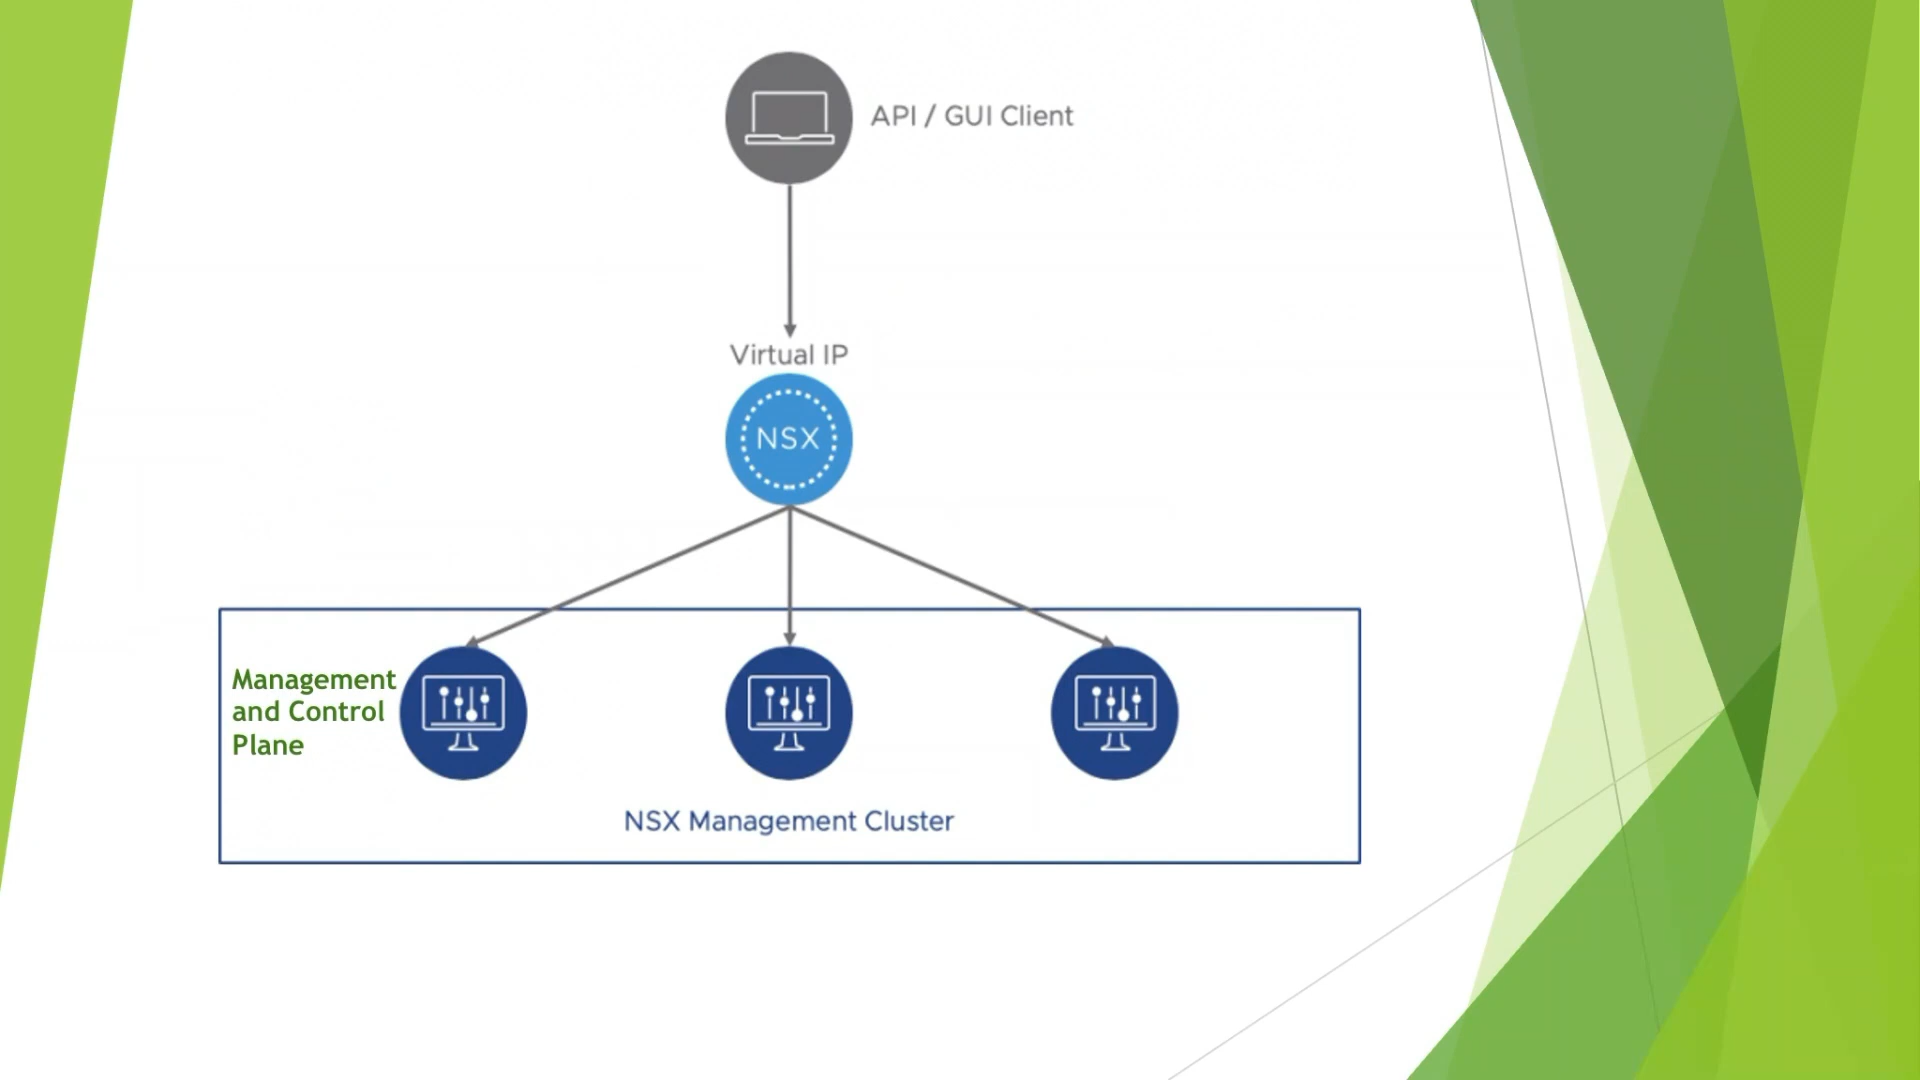 API / GUI Client
Virtual IP
NSX
Management
and Control
Plane
NSX Management Cluster